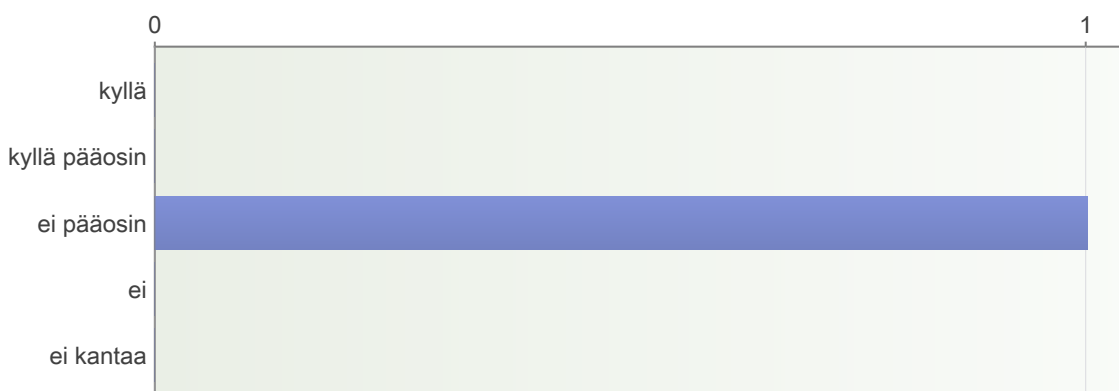 0 1
kyllä
kyllä pääosin
ei pääosin
ei
ei kantaa